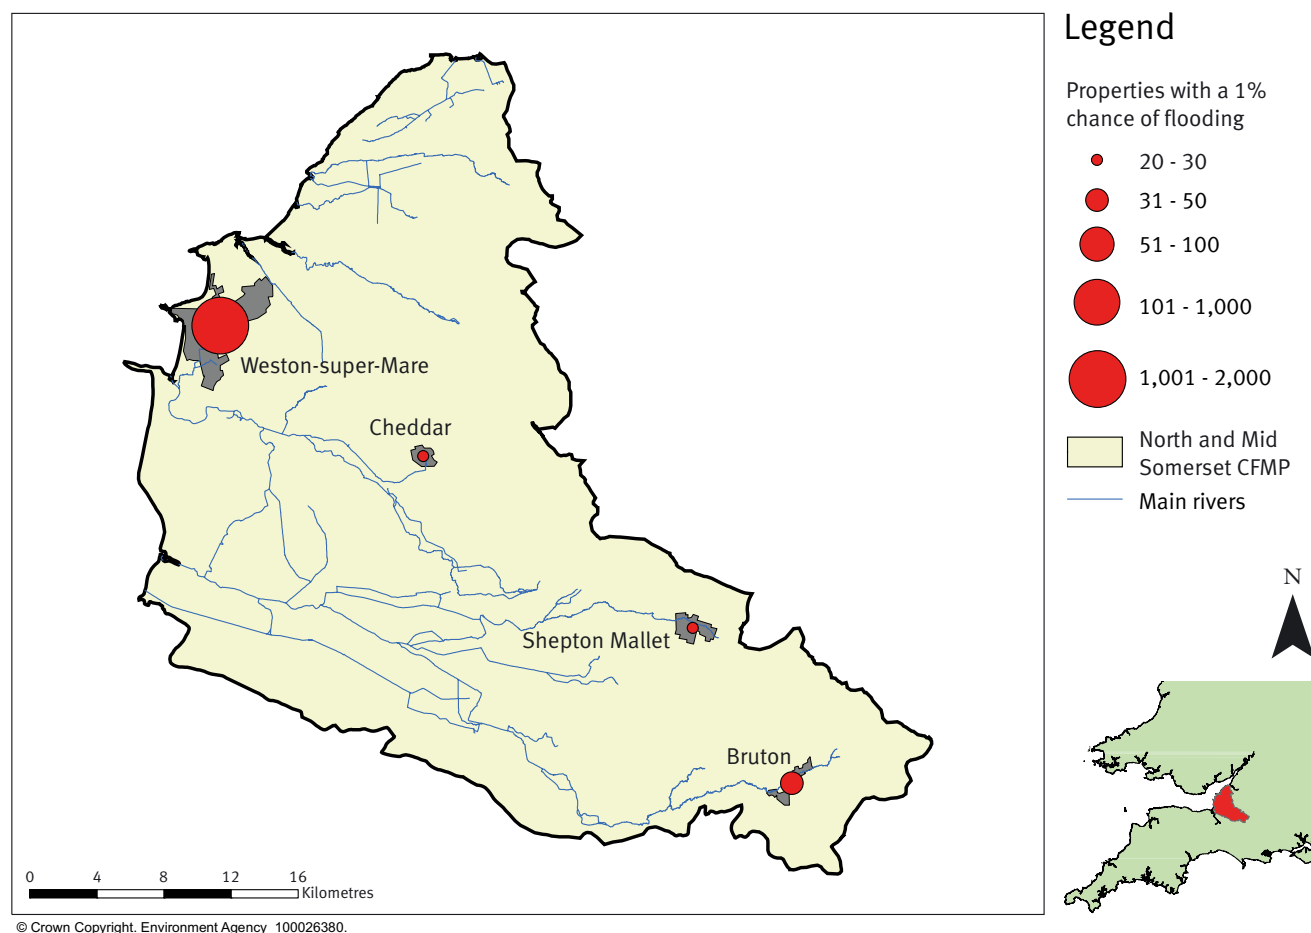 Legend
Properties with a 1%
chance of flooding
20 - 30
31 - 50
51 - 100
101 - 1,000
1,001 - 2,000
North and Mid
Somerset CFMP
Main rivers
N
Weston-super-Mare
Cheddar
Shepton Mallet
Bruton
0 4 8 12 16
Kilometres
© Crown Copyright. Environment Agency 100026380.